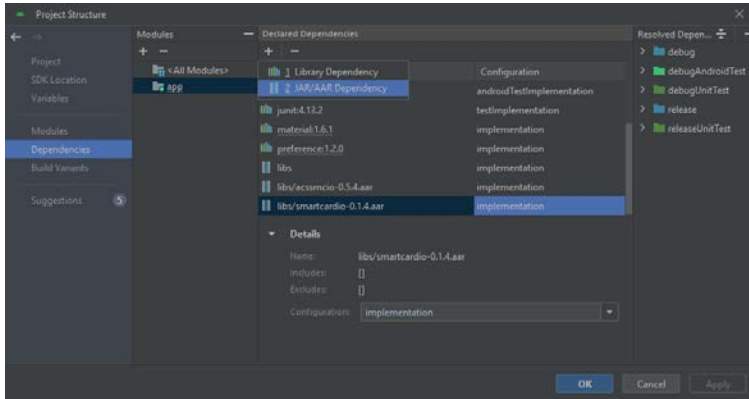 Project Structure
Project
SDK Location
Variables
Modules
Dependencies
Build Variants
Suggestions 5
Modules
<All Modules>
app
Declared Dependencies
1 Library Dependency
2 JAR/AAR Dependency
Configuration
androidTestImplementation
junit:4.13.2 testImplementation
material:1.6.1 implementation
preference:1.2.0 implementation
libs implementation
libs/acssmcio-0.5.4.aar implementation
libs/smartcardio-0.1.4.aar implementation
Details
Name: libs/smartcardio-0.1.4.aar
Includes: []
Excludes: []
Configuration: implementation
Resolved Depen...
debug
debugAndroidTest
debugUnitTest
release
releaseUnitTest
OK Cancel Apply